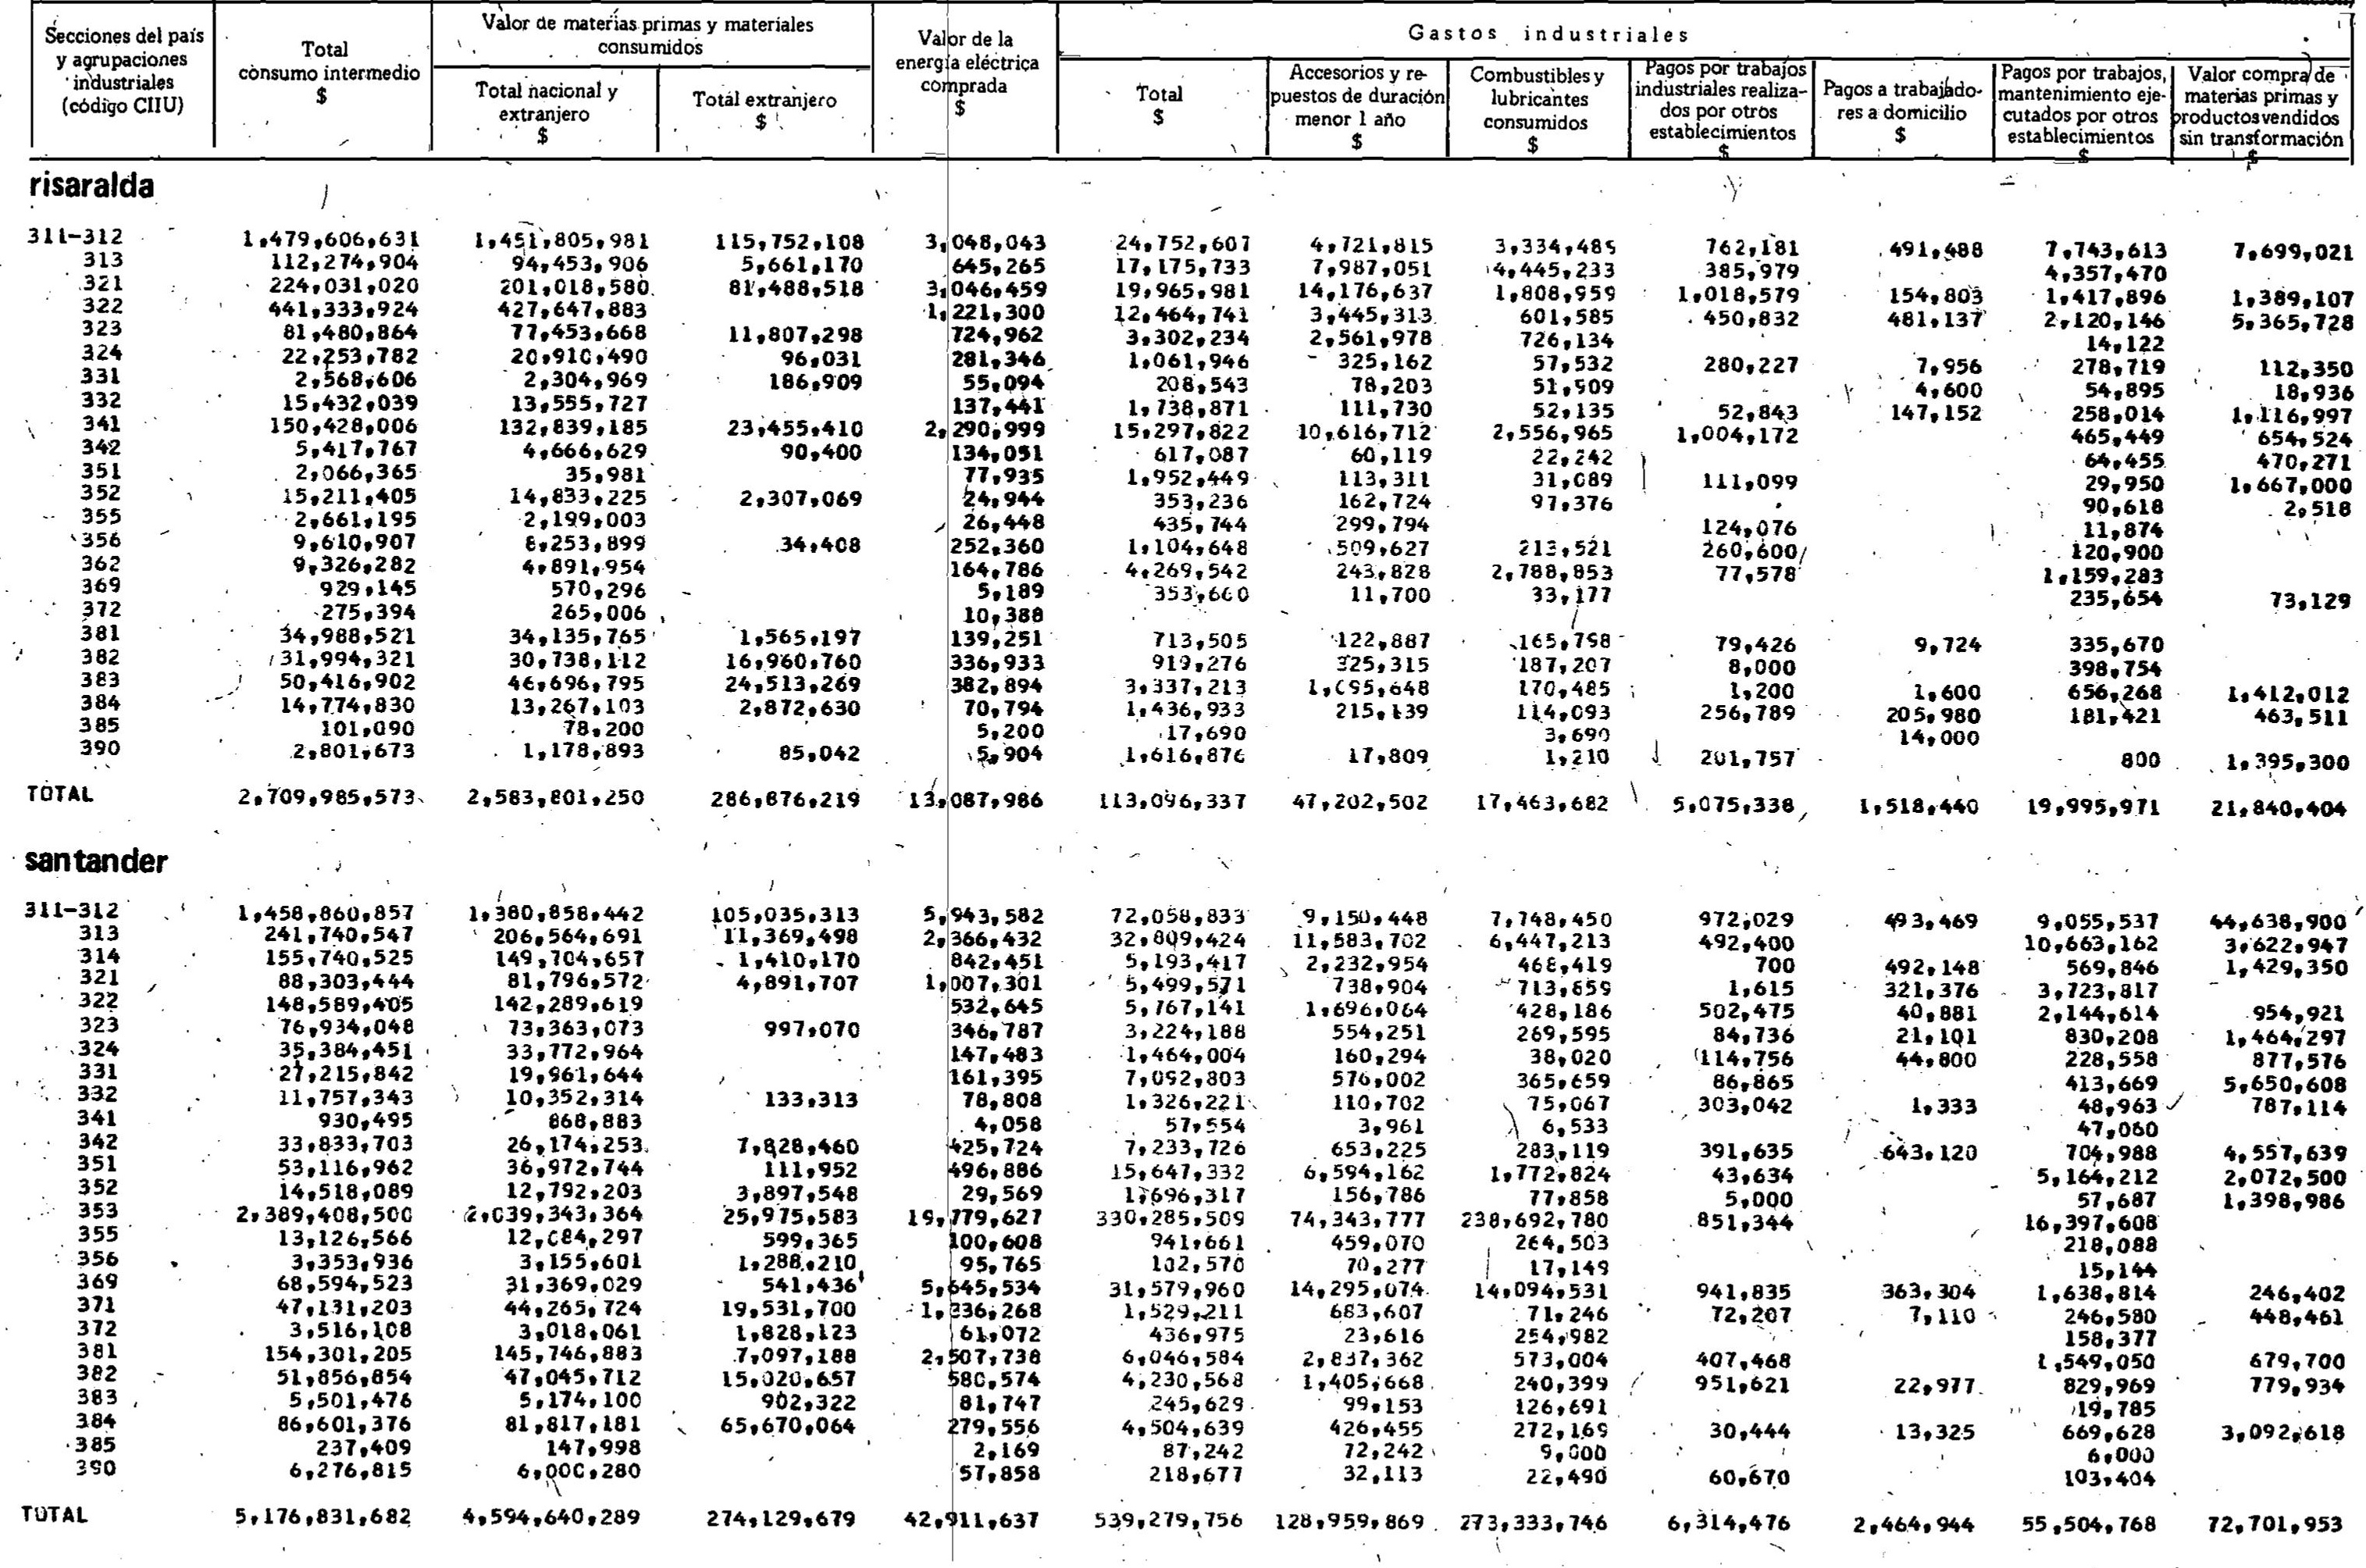 Secciones del país y agrupaciones industriales (código CIIU) | Total consumo intermedio $ | Valor de materias primas y materiales consumidos | Valor de la energía eléctrica comprada $ | Gastos industriales
Total nacional y extranjero $ | Total extranjero $ | Total $ | Accesorios y repuestos de duración menor 1 año $ | Combustibles y lubricantes consumidos $ | Pagos por trabajos industriales realizados por otros establecimientos $ | Pagos a trabajadores a domicilio $ | Pagos por trabajos, mantenimiento ejecutados por otros establecimientos $ | Valor compra de materias primas y productos vendidos sin transformación $
risaralda
311-312 1,479,606,631 1,451,805,981 115,752,108 3,048,043 24,752,607 4,721,815 3,334,485 762,181 491,488 7,743,613 7,699,021
313 112,274,904 94,453,906 5,661,170 645,265 17,175,733 7,987,051 4,445,233 385,979 4,357,470
321 224,031,020 201,018,580 81,488,518 3,046,459 19,965,981 14,176,637 1,808,959 1,018,579 154,803 1,417,896 1,389,107
322 441,333,924 427,647,883 1,221,300 12,464,741 3,445,313 601,585 450,832 481,137 2,120,146 5,365,728
323 81,480,864 77,453,668 11,807,298 724,962 3,302,234 2,561,978 726,134 14,122
324 22,253,782 20,910,490 96,031 281,346 1,061,946 325,162 57,532 280,227 7,956 278,719 112,350
331 2,568,606 2,304,969 186,909 55,094 208,543 78,203 51,909 4,600 54,895 18,936
332 15,432,039 13,555,727 137,441 1,738,871 111,730 52,135 52,843 147,152 258,014 1,116,997
341 150,428,006 132,839,185 23,455,410 2,290,999 15,297,822 10,616,712 2,556,965 1,004,172 465,449 654,524
342 5,417,767 4,666,629 90,400 134,051 617,087 60,119 22,242 64,455 470,271
351 2,066,365 35,981 77,935 1,952,449 113,311 31,089 111,099 29,950 1,667,000
352 15,211,405 14,833,225 2,307,069 24,944 353,236 162,724 97,376 90,618 2,518
355 2,661,195 2,199,003 26,448 435,744 299,794 124,076 11,874
356 9,610,907 8,253,899 34,408 252,360 1,104,648 509,627 213,521 260,600 120,900
362 9,326,282 4,891,954 164,786 4,269,542 243,828 2,788,853 77,578 1,159,283
369 929,145 570,296 5,189 353,660 11,700 33,177 235,654 73,129
372 275,394 265,006 10,388
381 34,988,521 34,135,765 1,565,197 139,251 713,505 122,887 165,798 79,426 9,724 335,670
382 31,994,321 30,738,112 16,960,760 336,933 919,276 325,315 187,207 8,000 398,754
383 50,416,902 46,696,795 24,513,269 382,894 3,337,213 1,095,648 170,485 1,200 1,600 656,268 1,412,012
384 14,774,830 13,267,103 2,872,630 70,794 1,436,933 215,139 114,093 256,789 205,980 181,421 463,511
385 101,090 78,200 5,200 17,690 3,690 14,000
390 2,801,673 1,178,893 85,042 5,904 1,616,876 17,809 1,210 201,757 800 1,395,300
TOTAL 2,709,985,573 2,583,801,250 286,876,219 13,087,986 113,096,337 47,202,502 17,463,682 5,075,338 1,518,440 19,995,971 21,840,404
santander
311-312 1,458,860,857 1,380,858,442 105,035,313 5,943,582 72,058,833 9,150,448 7,748,450 972,029 493,469 9,055,537 44,638,900
313 241,740,547 206,564,691 11,369,498 2,366,432 32,809,424 11,583,702 6,447,213 492,400 10,663,162 3,622,947
314 155,740,525 149,704,657 1,410,170 842,451 5,193,417 2,232,954 468,419 700 492,148 569,846 1,429,350
321 88,303,444 81,796,572 4,891,707 1,007,301 5,499,571 738,904 713,859 1,615 321,376 3,723,817
322 148,589,405 142,289,619 532,645 5,767,141 1,696,064 428,186 502,475 40,881 2,144,614 954,921
323 76,934,048 73,363,073 997,070 346,787 3,224,188 554,251 269,595 84,736 21,101 830,208 1,464,297
324 35,384,451 33,772,964 147,483 1,464,004 160,294 38,020 114,756 44,800 228,558 877,576
331 27,215,842 19,961,644 161,395 7,092,803 576,002 365,659 86,865 413,669 5,650,608
332 11,757,343 10,352,314 133,313 78,808 1,326,221 110,702 75,067 303,042 1,333 48,963 787,114
341 930,495 868,883 4,058 57,554 3,961 6,533 47,060
342 33,833,703 26,174,253 7,828,460 425,724 7,233,726 653,225 283,119 391,635 643,120 704,988 4,557,639
351 53,116,962 36,972,744 111,952 496,886 15,647,332 6,594,162 1,772,824 43,634 5,164,212 2,072,500
352 14,518,089 12,792,203 3,897,548 29,569 1,696,317 156,786 77,858 5,000 57,687 1,398,986
353 2,389,408,500 2,039,343,364 25,975,583 19,779,627 330,285,509 74,343,777 238,692,780 851,344 16,397,608
355 13,126,566 12,084,297 599,365 100,608 941,661 459,070 264,503 218,088
356 3,353,936 3,155,601 1,288,210 95,765 102,570 70,277 17,149 15,144
369 68,594,523 31,369,029 541,436 5,645,534 31,579,960 14,295,074 14,094,531 941,835 363,304 1,638,814 246,402
371 47,131,203 44,265,724 19,531,700 1,336,268 1,529,211 683,607 71,246 72,207 7,110 246,580 448,461
372 3,516,108 3,018,061 1,828,123 61,072 436,975 23,616 254,982 158,377
381 154,301,205 145,746,883 7,097,188 2,507,738 6,046,584 2,837,362 573,004 407,468 1,549,050 679,700
382 51,856,854 47,045,712 15,020,657 580,574 4,230,568 1,405,668 240,399 951,621 22,977 829,969 779,934
383 5,501,476 5,174,100 902,322 81,747 245,629 99,153 126,691 19,785
384 86,601,376 81,817,181 65,670,064 279,556 4,504,639 426,455 272,169 30,444 13,325 669,628 3,092,618
385 237,409 147,998 2,169 87,242 72,242 9,000 6,000
390 6,276,815 6,000,280 57,858 218,677 32,113 22,490 60,670 103,404
TOTAL 5,176,831,682 4,594,640,289 274,129,679 42,911,637 539,279,756 128,959,869 273,333,746 6,314,476 2,464,944 55,504,768 72,701,953